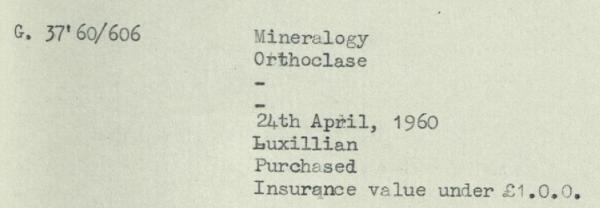 G. 37'60/606 Mineralogy
Orthoclase
-
-
24th April, 1960
Luxillian
Purchased
Insurance value under £1.0.0.